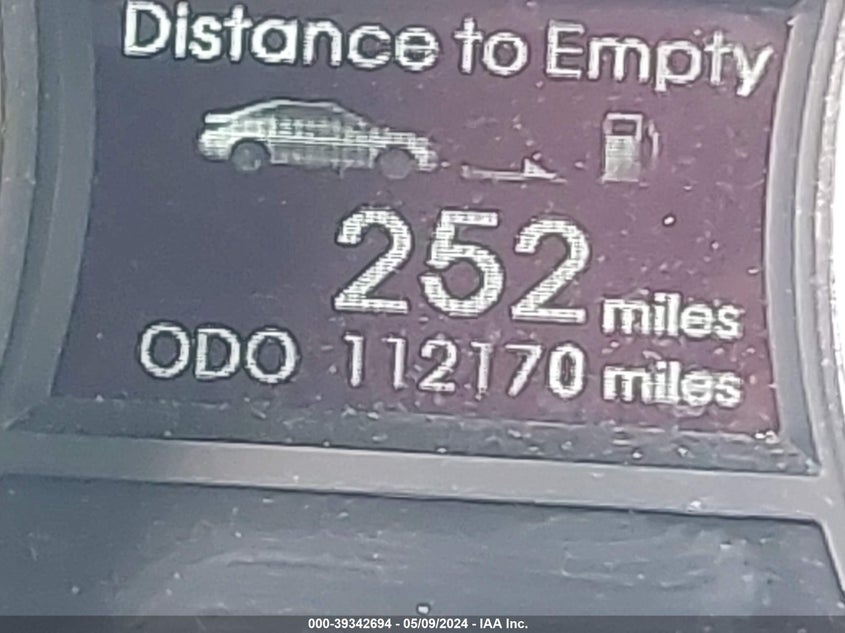 Distance to Empty
252 miles
ODO 112170 miles
000-39342694 - 05/09/2024 - IAA Inc.